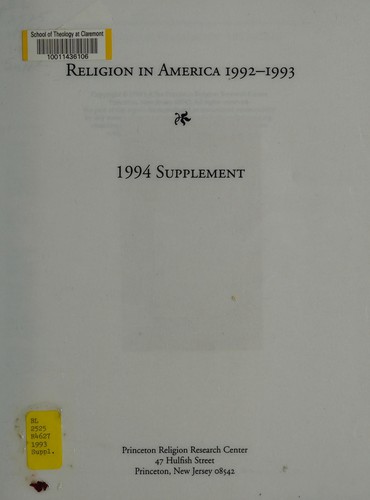 School of Theology at Claremont
10011436106
RELIGION IN AMERICA 1992–1993
1994 SUPPLEMENT
BL
2525
R4627
1993
Suppl.
Princeton Religion Research Center
47 Hulfish Street
Princeton, New Jersey 08542